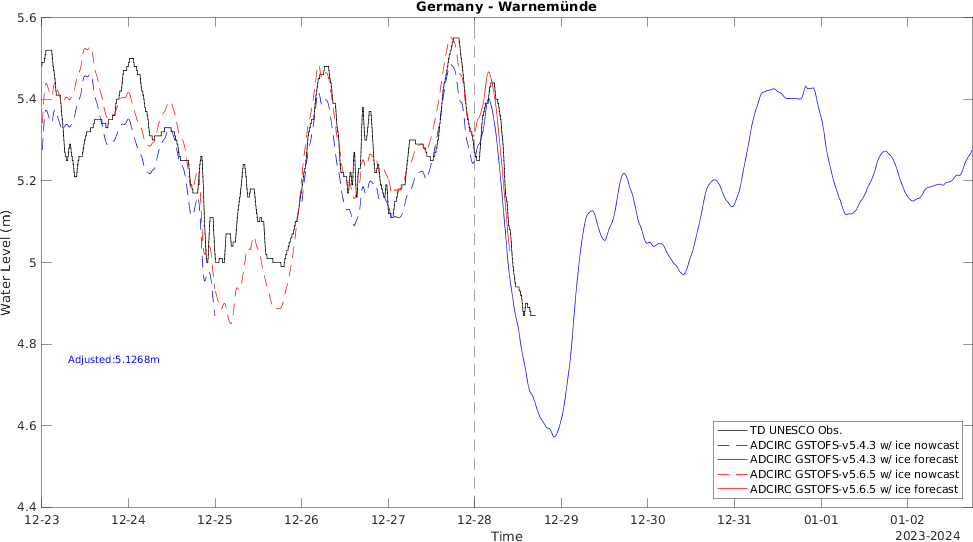 Germany - Warnemünde
5.6
5.4
5.2
5
4.8
4.6
4.4
Water Level (m)
Adjusted:5.1268m
TD UNESCO Obs.
ADCIRC GSTOFS-v5.4.3 w/ ice nowcast
ADCIRC GSTOFS-v5.4.3 w/ ice forecast
ADCIRC GSTOFS-v5.6.5 w/ ice nowcast
ADCIRC GSTOFS-v5.6.5 w/ ice forecast
12-23 12-24 12-25 12-26 12-27 12-28 12-29 12-30 12-31 01-01 01-02
Time
2023-2024